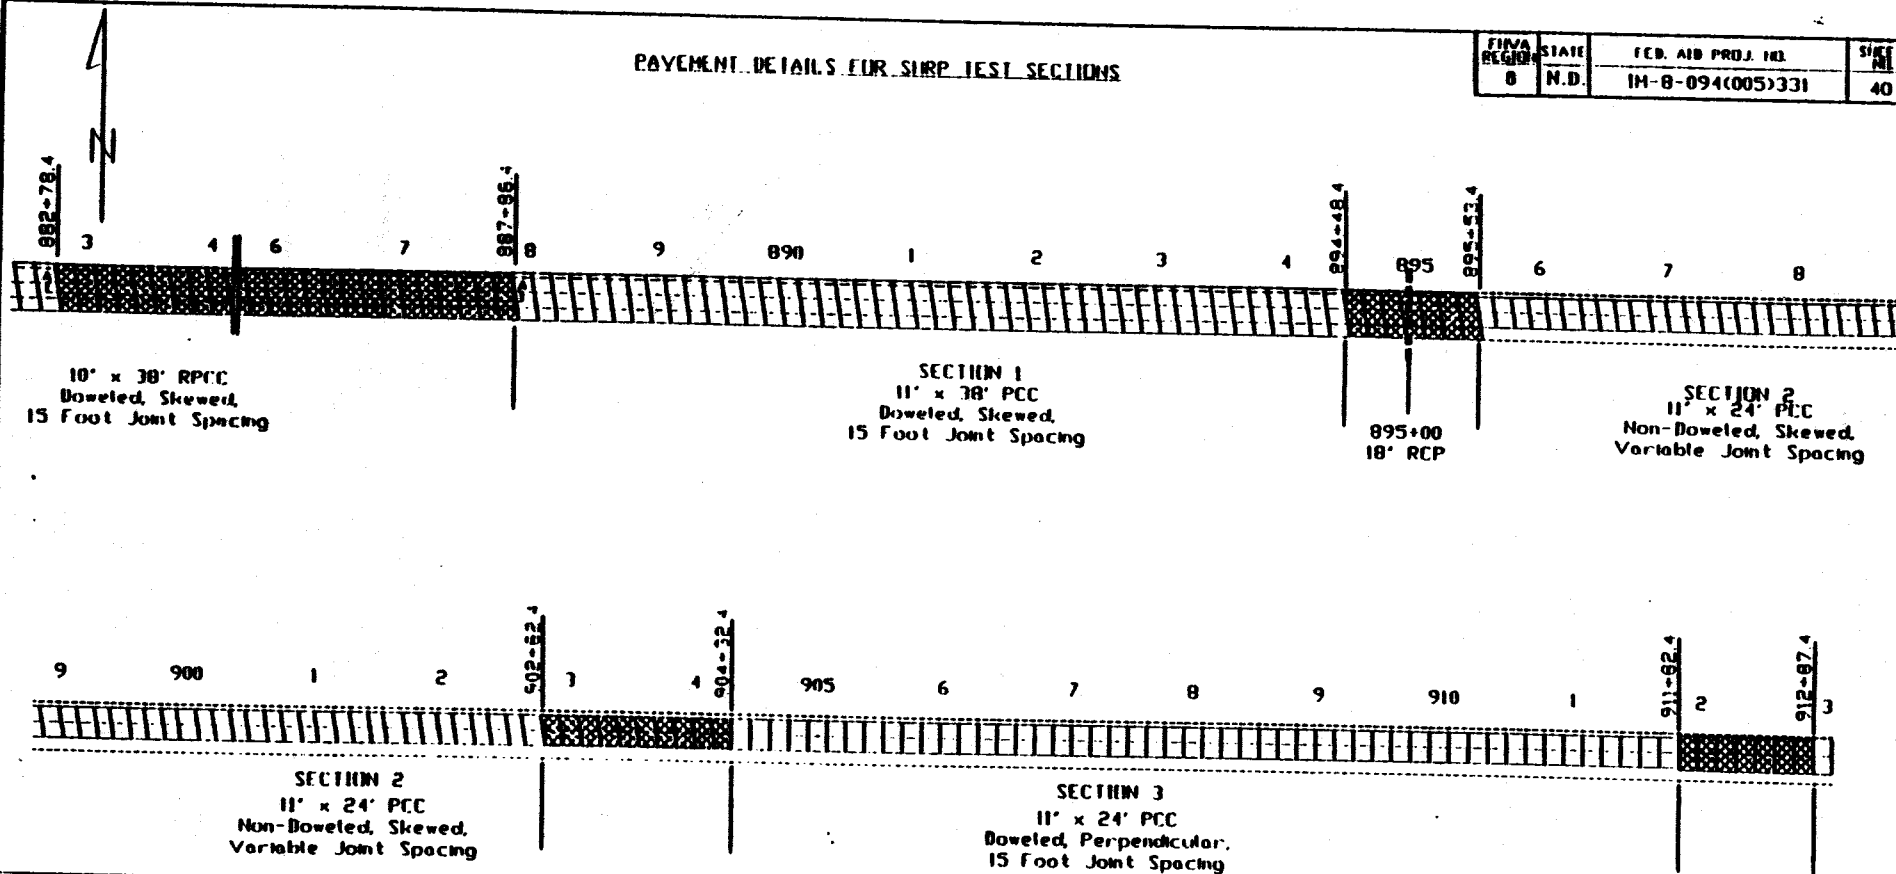 PAVEMENT DETAILS FOR SHRP TEST SECTIONS
FHWA REGION
STATE
FED. AID PROJ. NO.
8
N.D.
IM-8-094(005)331
40
N
882+78.4
887+86.4
894+48.4
895+53.4
3 4 6 7 8 9 890 1 2 3 4 895 6 7 8
10" x 38' RPCC
Doweled, Skewed,
15 Foot Joint Spacing
SECTION 1
11" x 38' PCC
Doweled, Skewed,
15 Foot Joint Spacing
895+00
18" RCP
SECTION 2
11" x 24' PCC
Non-Doweled, Skewed,
Variable Joint Spacing
902+82.4
904+32.4
911+82.4
912+87.4
9 900 1 2 3 4 905 6 7 8 9 910 1 2 3
SECTION 2
11" x 24' PCC
Non-Doweled, Skewed,
Variable Joint Spacing
SECTION 3
11" x 24' PCC
Doweled, Perpendicular,
15 Foot Joint Spacing